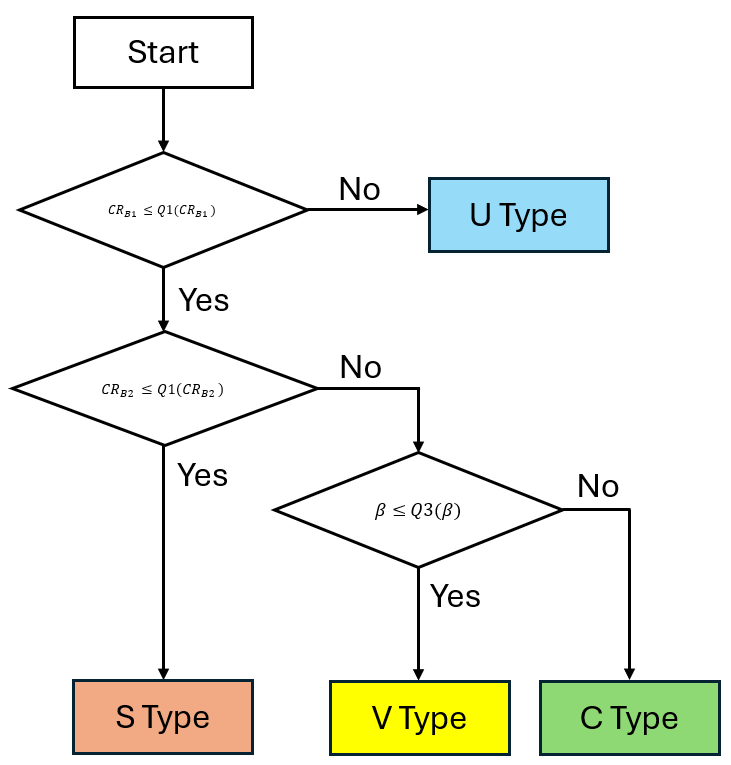 Start
CR_{B1} ≤ Q1(CR_{B1})
No
U Type
Yes
CR_{B2} ≤ Q1(CR_{B2})
No
Yes
β ≤ Q3(β)
No
Yes
S Type
V Type
C Type